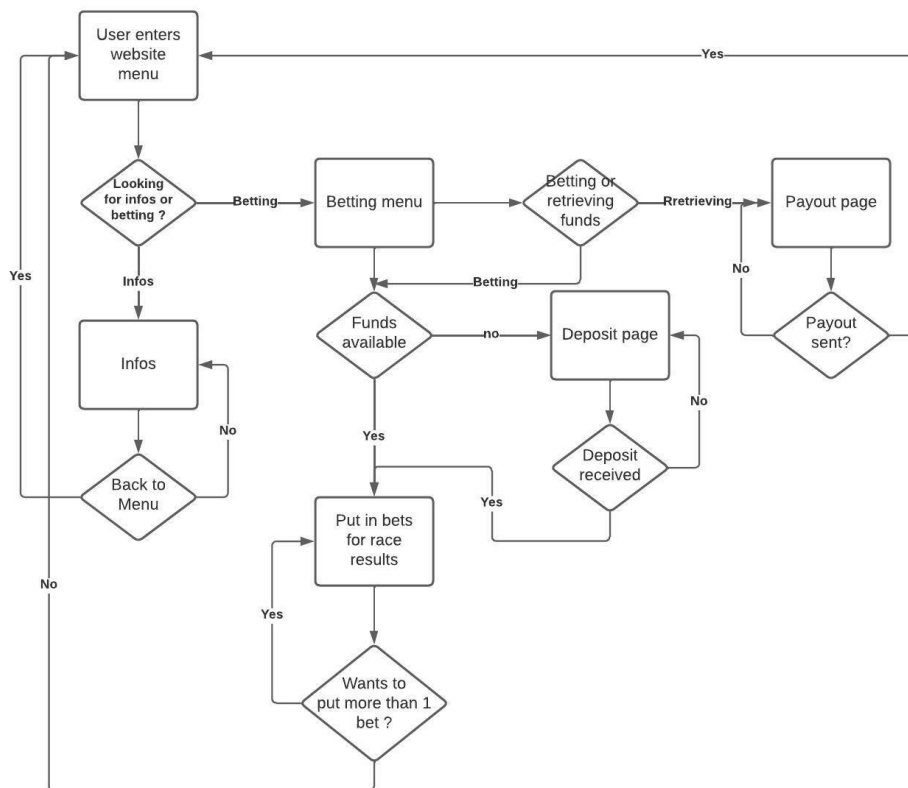 User enters
website
menu
Yes
Looking
for infos or
betting ?
Betting
Betting menu
Betting or
retrieving
funds
Rretrieving
Payout page
Yes
Infos
No
Betting
Funds
available
no
Deposit page
Payout
sent?
Infos
No
No
Yes
Back to
Menu
Deposit
received
Yes
Put in bets
for race
results
No
Yes
Wants to
put more than 1
bet ?